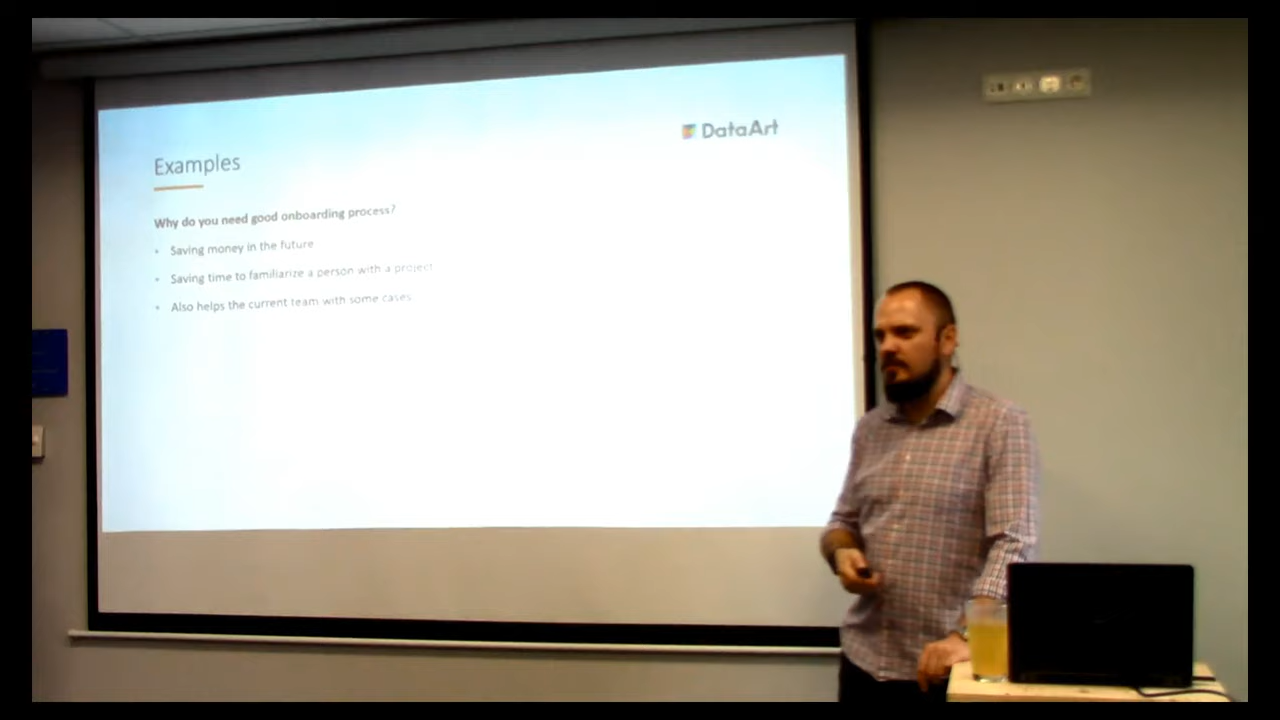 DataArt
Examples
Why do you need good onboarding process?
• Saving money in the future
• Saving time to familiarize a person with a project
• Also helps the current team with some cases